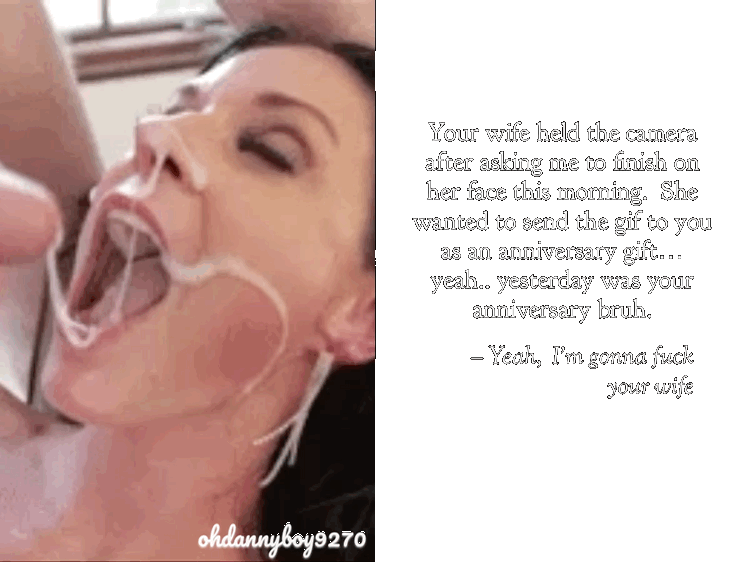 Your wife held the camera
after asking me to finish on
her face this morning. She
wanted to send the gif to you
as an anniversary gift...
yeah.. yesterday was your
anniversary bruh.
– Yeah, I'm gonna fuck
your wife
ohdannyboy9270